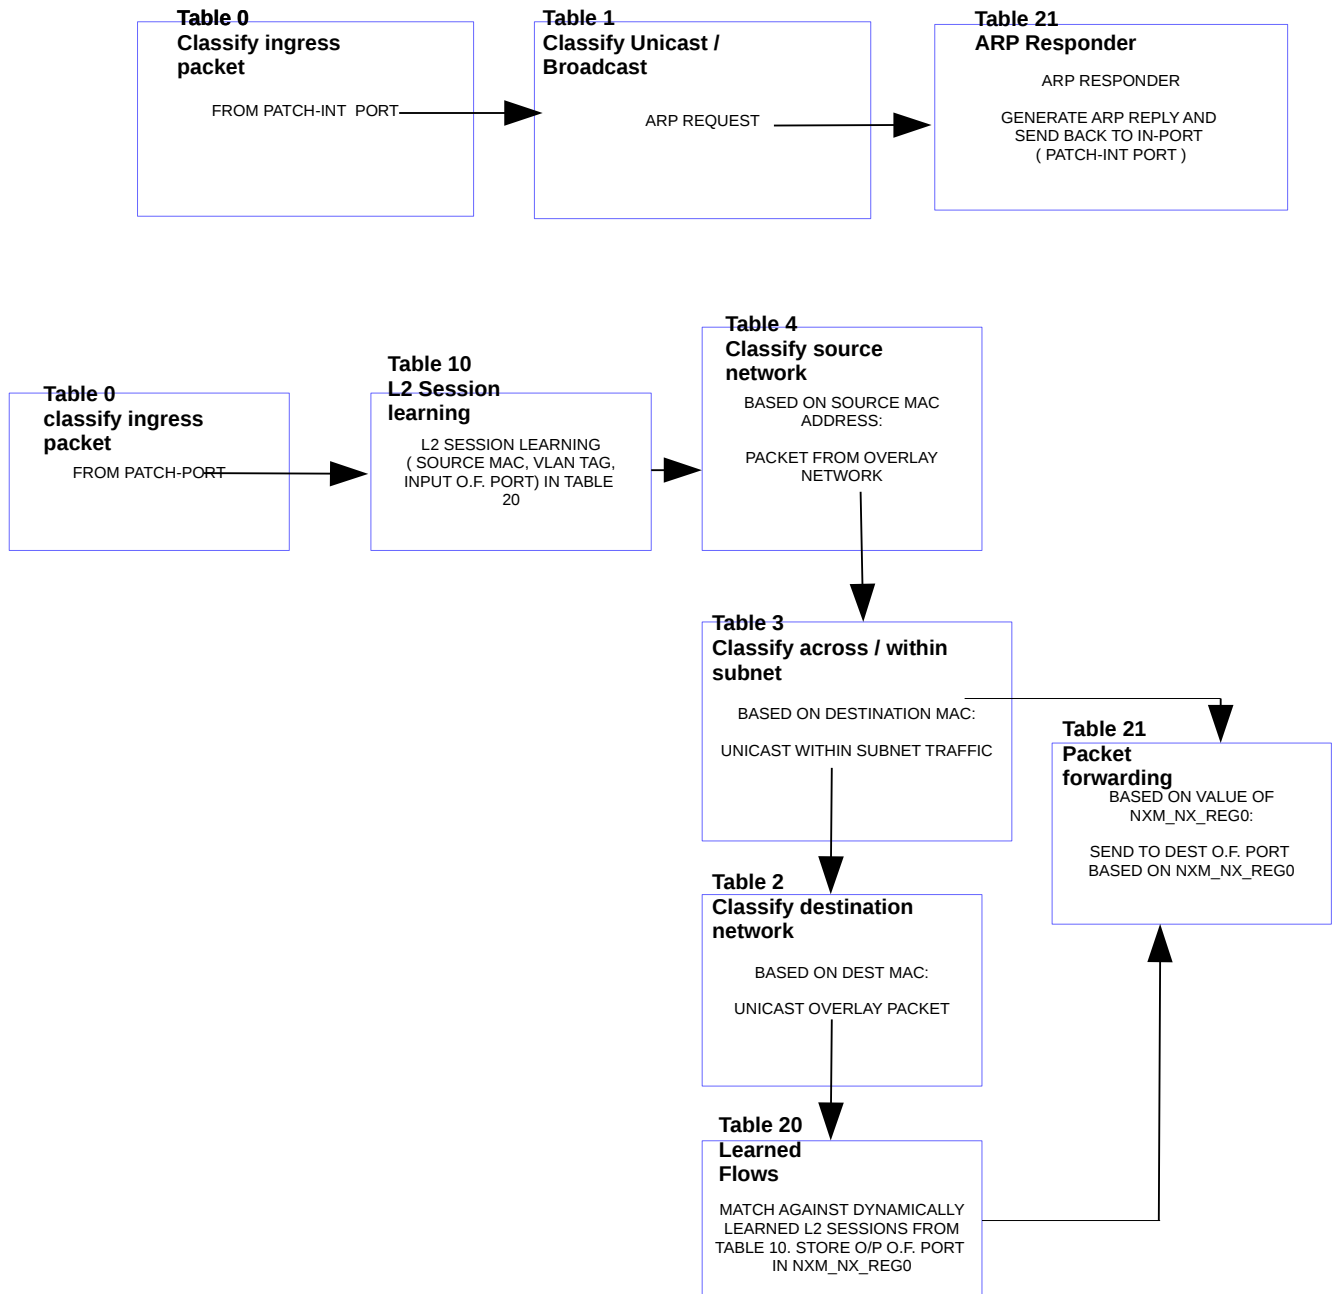 Table 0
Classify ingress
packet
FROM PATCH-INT  PORT
Table 1
Classify Unicast /
Broadcast
ARP REQUEST
Table 21
ARP Responder
ARP RESPONDER
GENERATE ARP REPLY AND
SEND BACK TO IN-PORT
( PATCH-INT PORT )
Table 0
classify ingress
packet
FROM PATCH-PORT
Table 10
L2 Session
learning
L2 SESSION LEARNING
( SOURCE MAC, VLAN TAG,
INPUT O.F. PORT) IN TABLE
20
Table 4
Classify source
network
BASED ON SOURCE MAC
ADDRESS:
PACKET FROM OVERLAY
NETWORK
Table 3
Classify across / within
subnet
BASED ON DESTINATION MAC:
UNICAST WITHIN SUBNET TRAFFIC
Table 21
Packet
forwarding
BASED ON VALUE OF
NXM_NX_REG0:
SEND TO DEST O.F. PORT
BASED ON NXM_NX_REG0
Table 2
Classify destination
network
BASED ON DEST MAC:
UNICAST OVERLAY PACKET
Table 20
Learned
Flows
MATCH AGAINST DYNAMICALLY
LEARNED L2 SESSIONS FROM
TABLE 10. STORE O/P O.F. PORT
IN NXM_NX_REG0